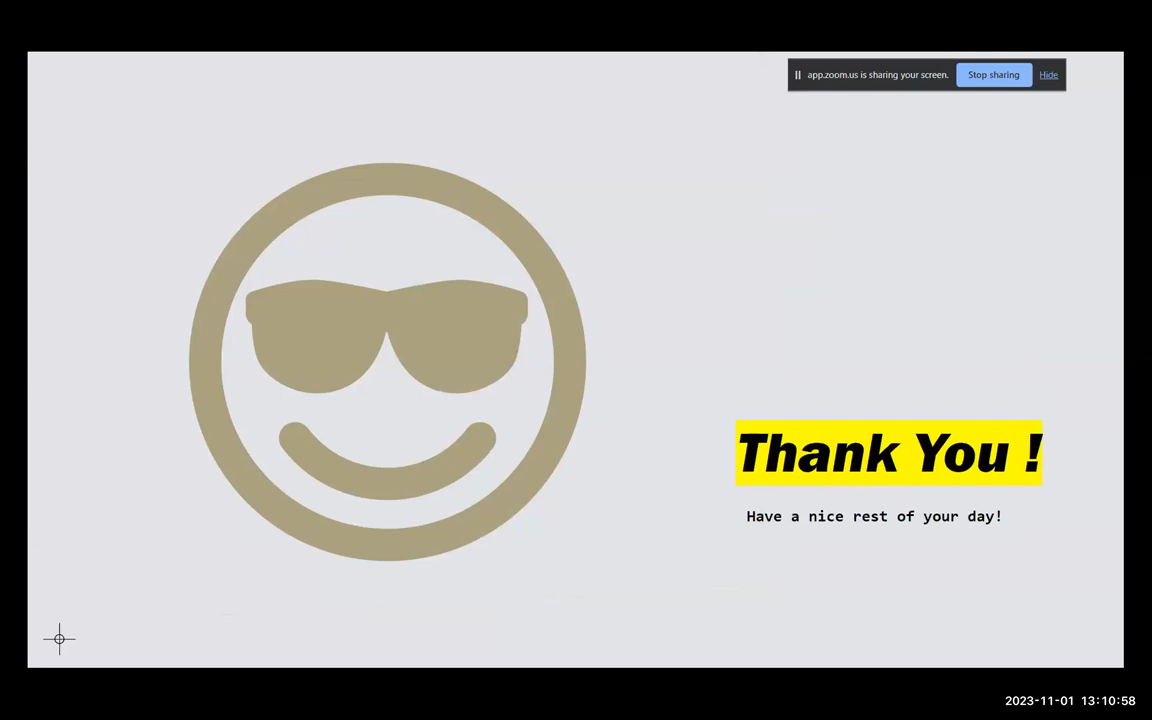 app.zoom.us is sharing your screen. Stop sharing Hide
Thank You !
Have a nice rest of your day!
2023-11-01 13:10:58